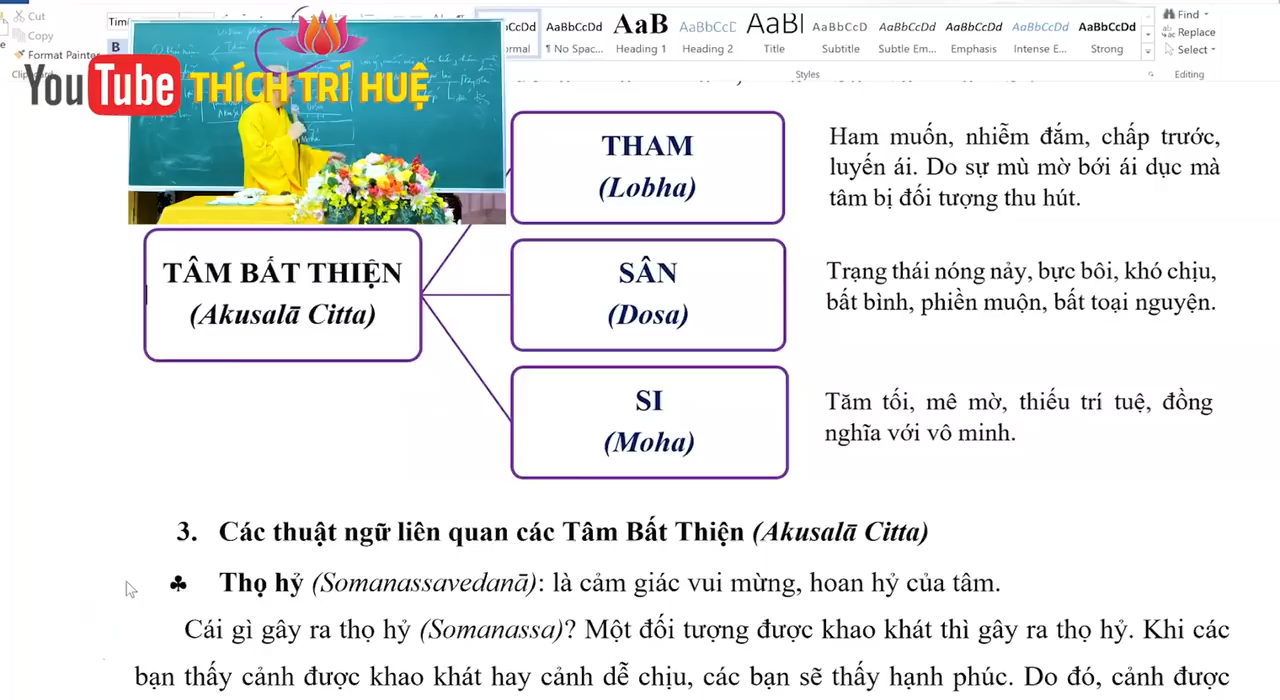 Cut
Copy
Format Painter
B
AaBbCcDd
¶ No Spac...
AaB
Heading 1
AaBbCcC
Heading 2
AaBl
Title
AaBbCcD
Subtitle
AaBbCcDd
Subtle Em...
AaBbCcDd
Emphasis
AaBbCcDd
Intense E...
AaBbCcDd
Strong
Styles
Find
Replace
Select
Editing
YouTube THÍCH TRÍ HUỆ
THAM
(Lobha)
Ham muốn, nhiễm đắm, chấp trước,
luyến ái. Do sự mù mờ bới ái dục mà
tâm bị đối tượng thu hút.
TÂM BẤT THIỆN
(Akusalā Citta)
SÂN
(Dosa)
Trạng thái nóng nảy, bực bôi, khó chịu,
bất bình, phiền muộn, bất toại nguyện.
SI
(Moha)
Tăm tối, mê mờ, thiếu trí tuệ, đồng
nghĩa với vô minh.
3. Các thuật ngữ liên quan các Tâm Bất Thiện (Akusalā Citta)
♣ Thọ hỷ (Somanassavedanā): là cảm giác vui mừng, hoan hỷ của tâm.
Cái gì gây ra thọ hỷ (Somanassa)? Một đối tượng được khao khát thì gây ra thọ hỷ. Khi các
bạn thấy cảnh được khao khát hay cảnh dễ chịu, các bạn sẽ thấy hạnh phúc. Do đó, cảnh được